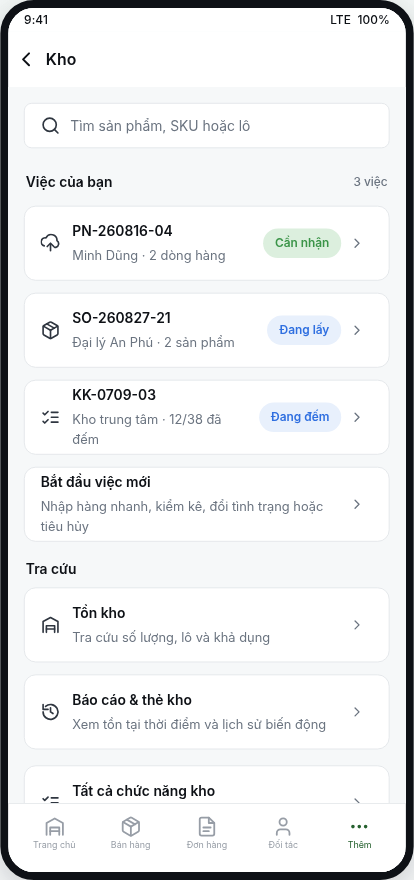 9:41
LTE 100%
Kho
Tìm sản phẩm, SKU hoặc lô
Việc của bạn
3 việc
PN-260816-04
Minh Dũng · 2 dòng hàng
Cần nhận
SO-260827-21
Đại lý An Phú · 2 sản phẩm
Đang lấy
KK-0709-03
Kho trung tâm · 12/38 đã
đếm
Đang đếm
Bắt đầu việc mới
Nhập hàng nhanh, kiểm kê, đổi tình trạng hoặc
tiêu hủy
Tra cứu
Tồn kho
Tra cứu số lượng, lô và khả dụng
Báo cáo & thẻ kho
Xem tồn tại thời điểm và lịch sử biến động
Tất cả chức năng kho
Trang chủ
Bán hàng
Đơn hàng
Đối tác
Thêm